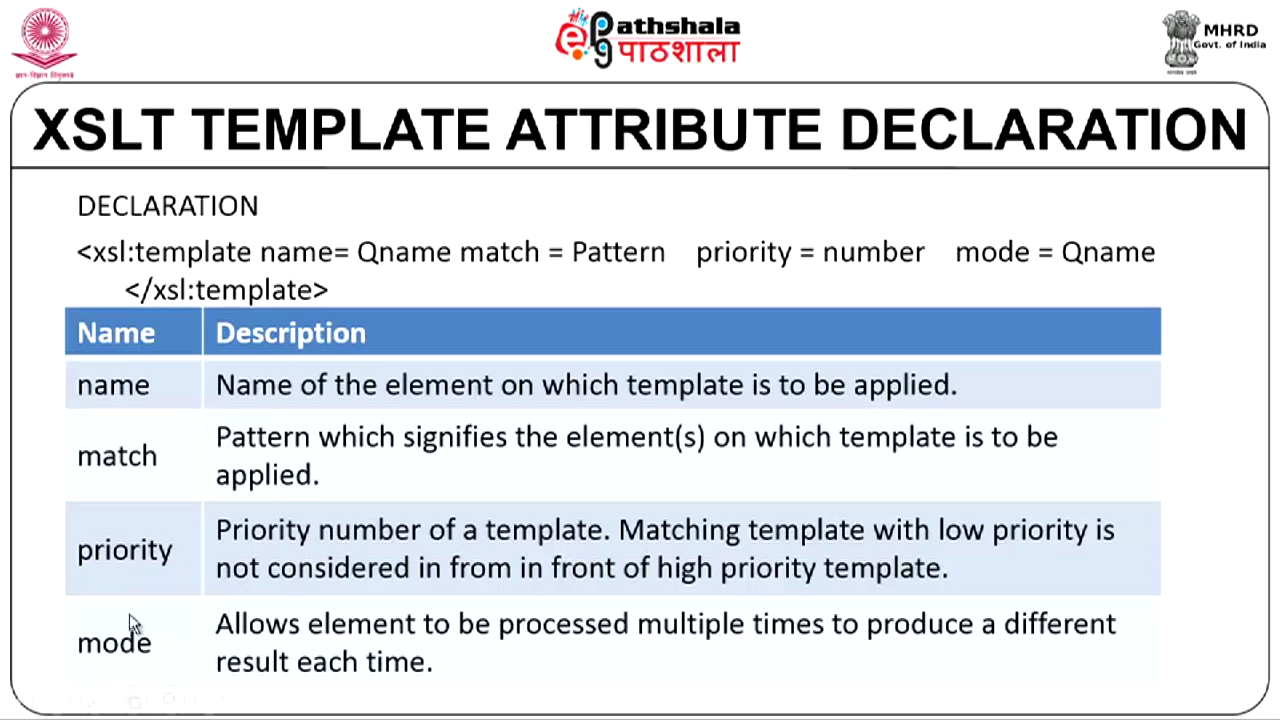 ePathshala
पाठशाला
MHRD
Govt. of India
XSLT TEMPLATE ATTRIBUTE DECLARATION
DECLARATION
<xsl:template name= Qname match = Pattern priority = number mode = Qname
</xsl:template>
Name Description
name Name of the element on which template is to be applied.
match Pattern which signifies the element(s) on which template is to be
applied.
priority Priority number of a template. Matching template with low priority is
not considered in from in front of high priority template.
mode Allows element to be processed multiple times to produce a different
result each time.